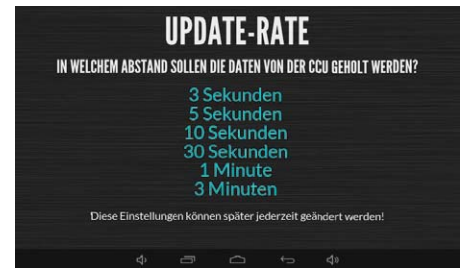 UPDATE-RATE
IN WELCHEM ABSTAND SOLLEN DIE DATEN VON DER CCU GEHOLT WERDEN?
3 Sekunden
5 Sekunden
10 Sekunden
30 Sekunden
1 Minute
3 Minuten
Diese Einstellungen können später jederzeit geändert werden!